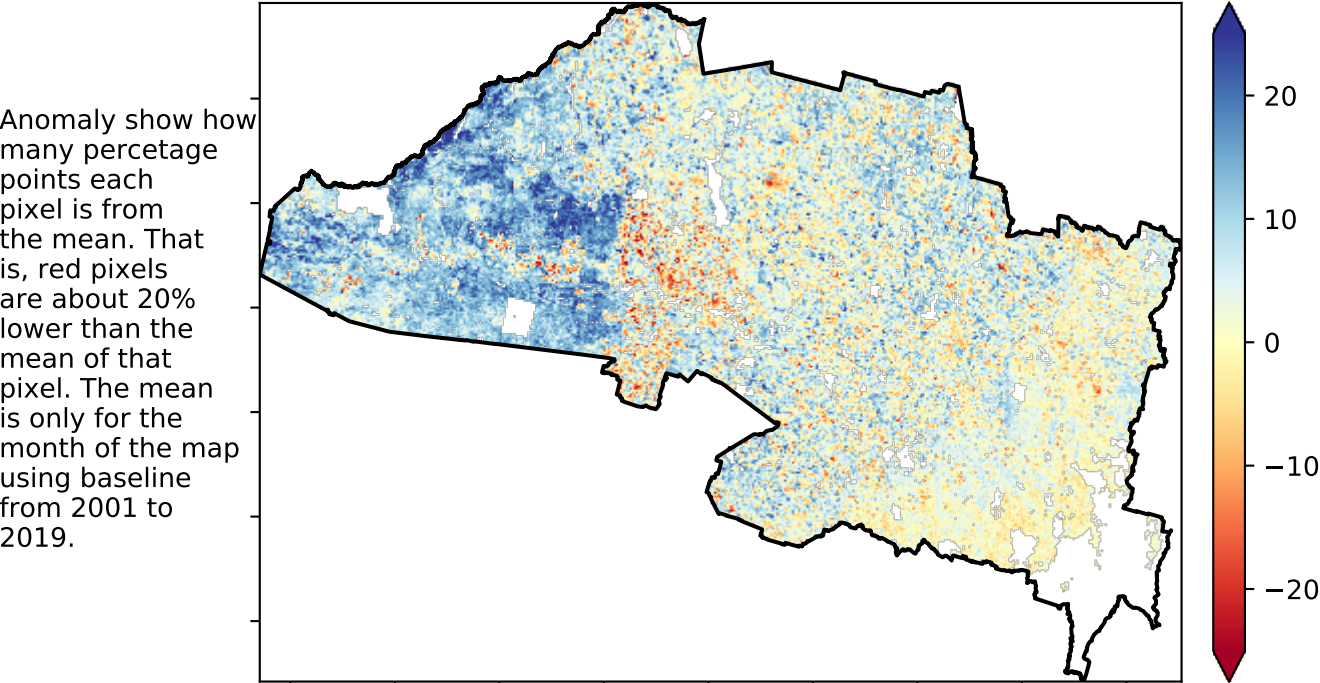 Anomaly show how
many percetage
points each
pixel is from
the mean. That
is, red pixels
are about 20%
lower than the
mean of that
pixel. The mean
is only for the
month of the map
using baseline
from 2001 to
2019.
20
10
0
−10
−20